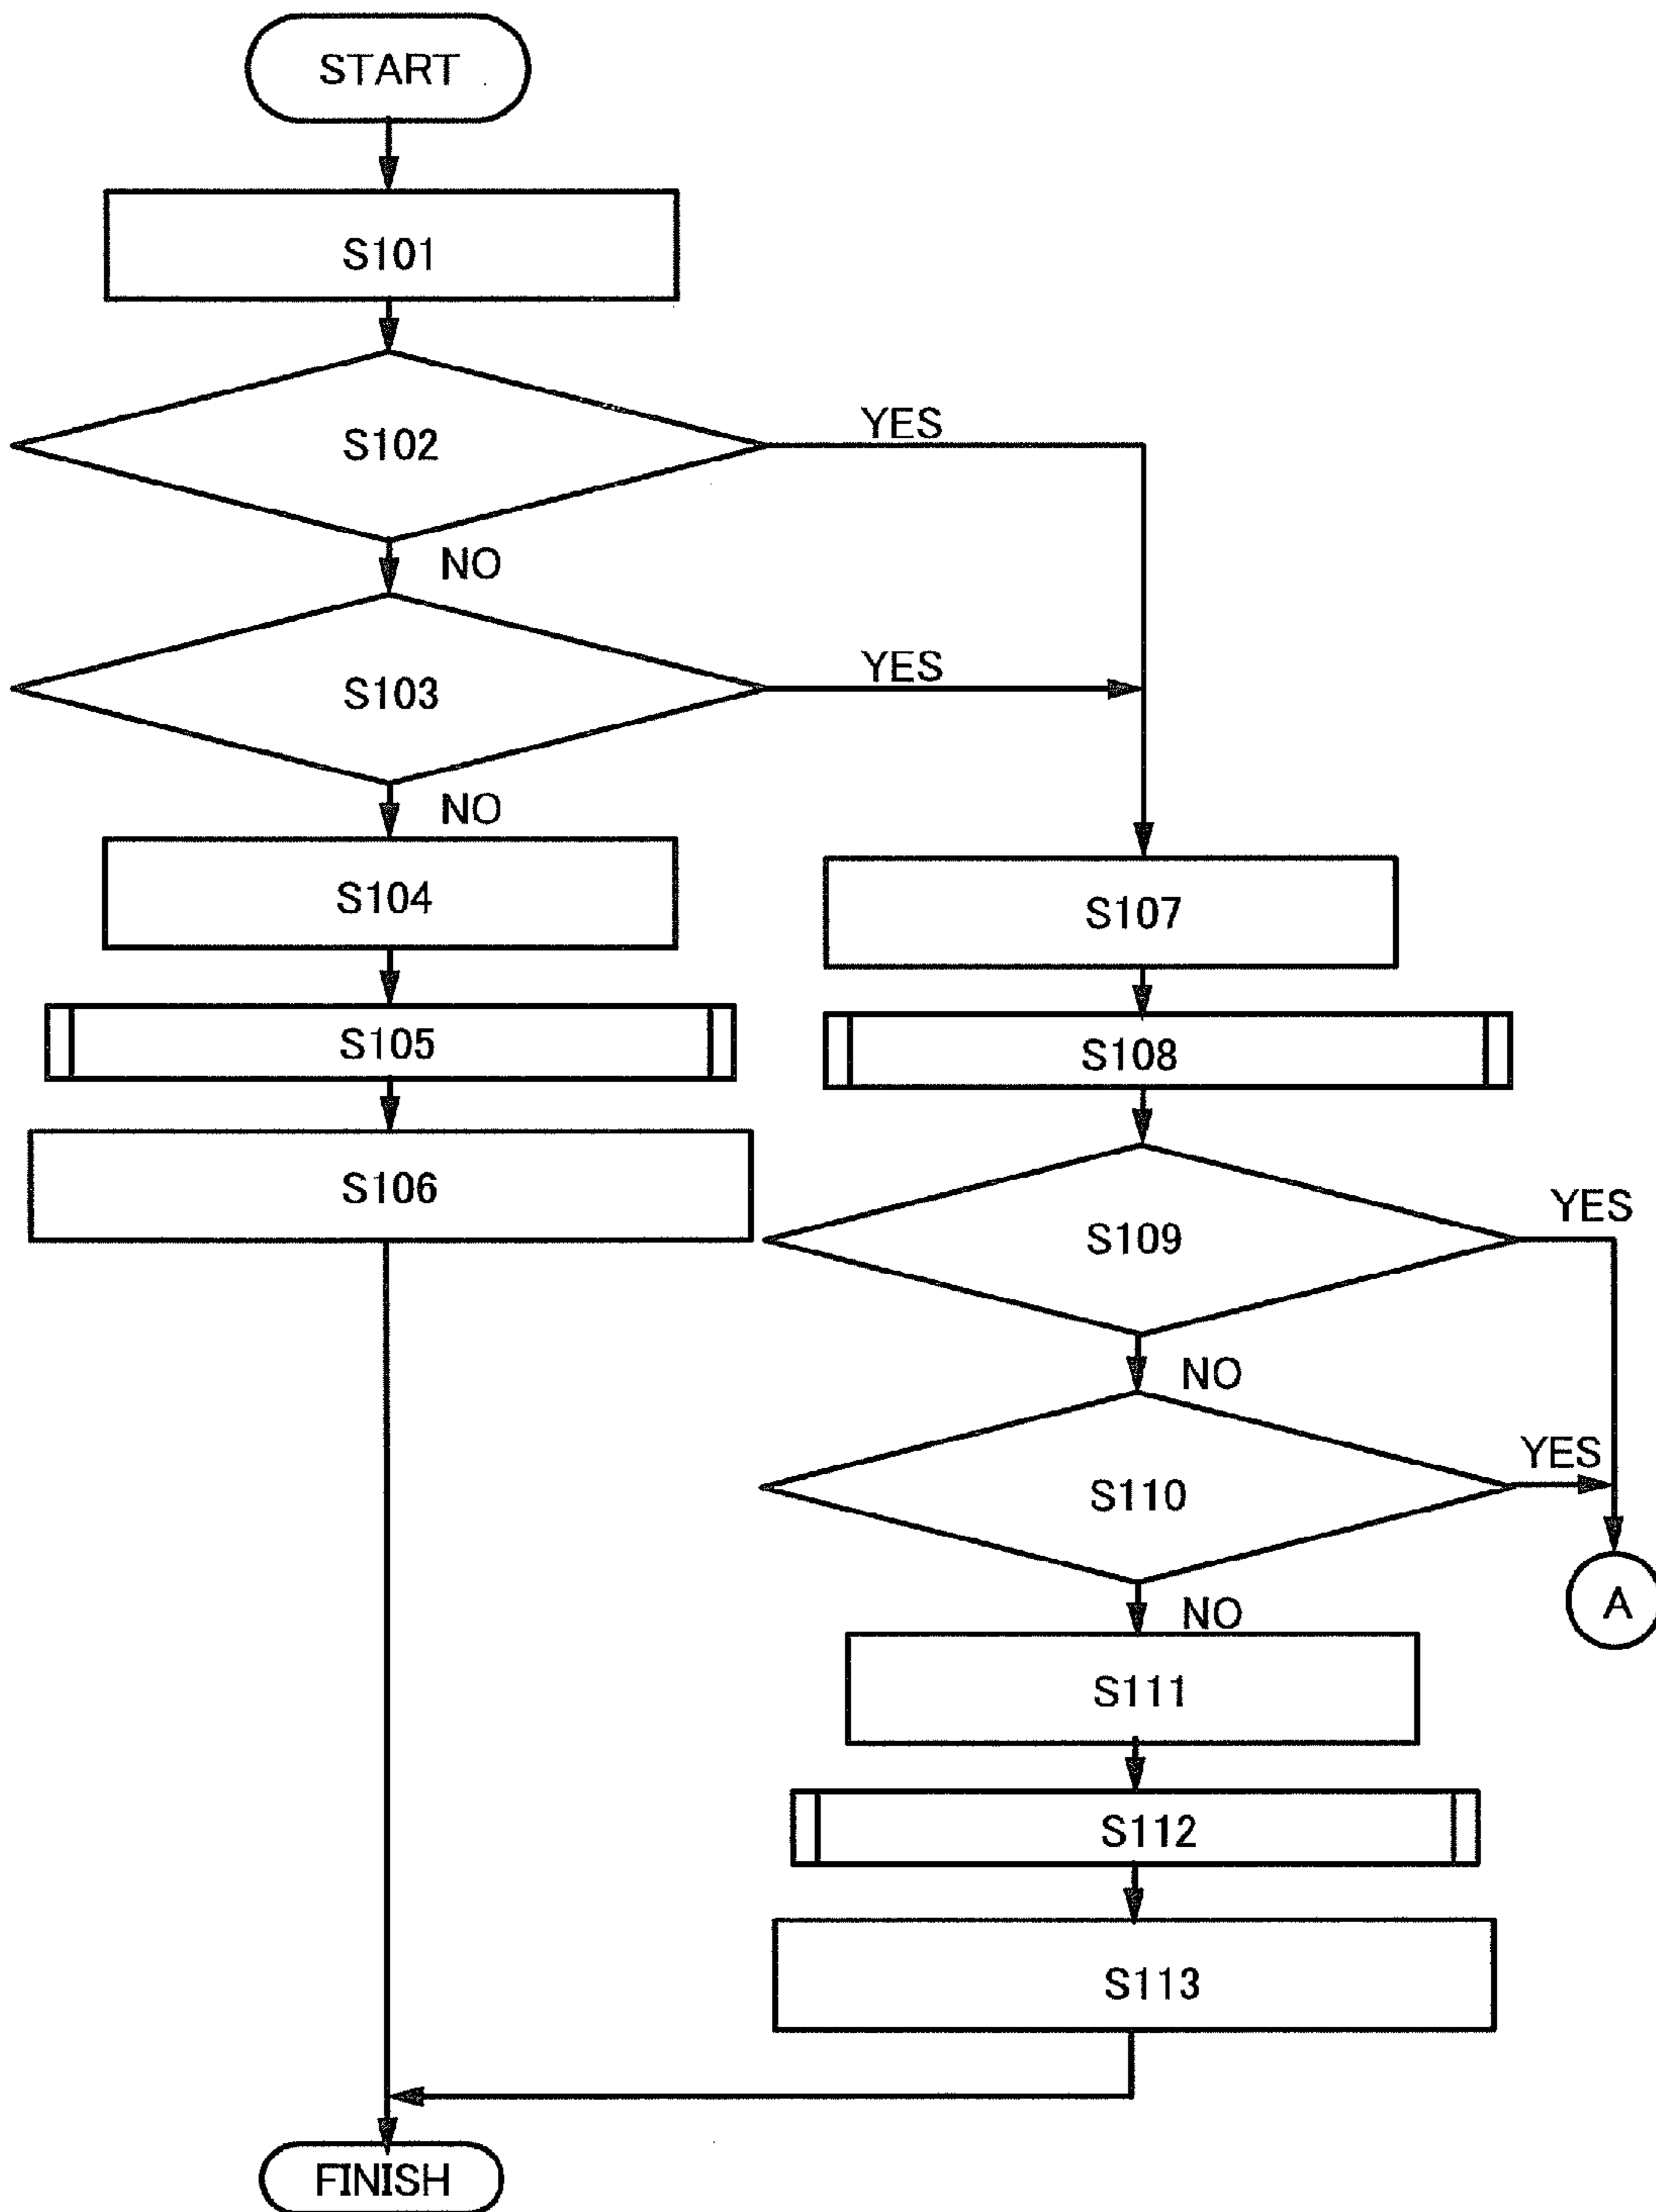 START
S101
S102
YES
NO
S103
YES
NO
S104
S105
S106
S107
S108
S109
YES
NO
S110
YES
A
NO
S111
S112
S113
FINISH